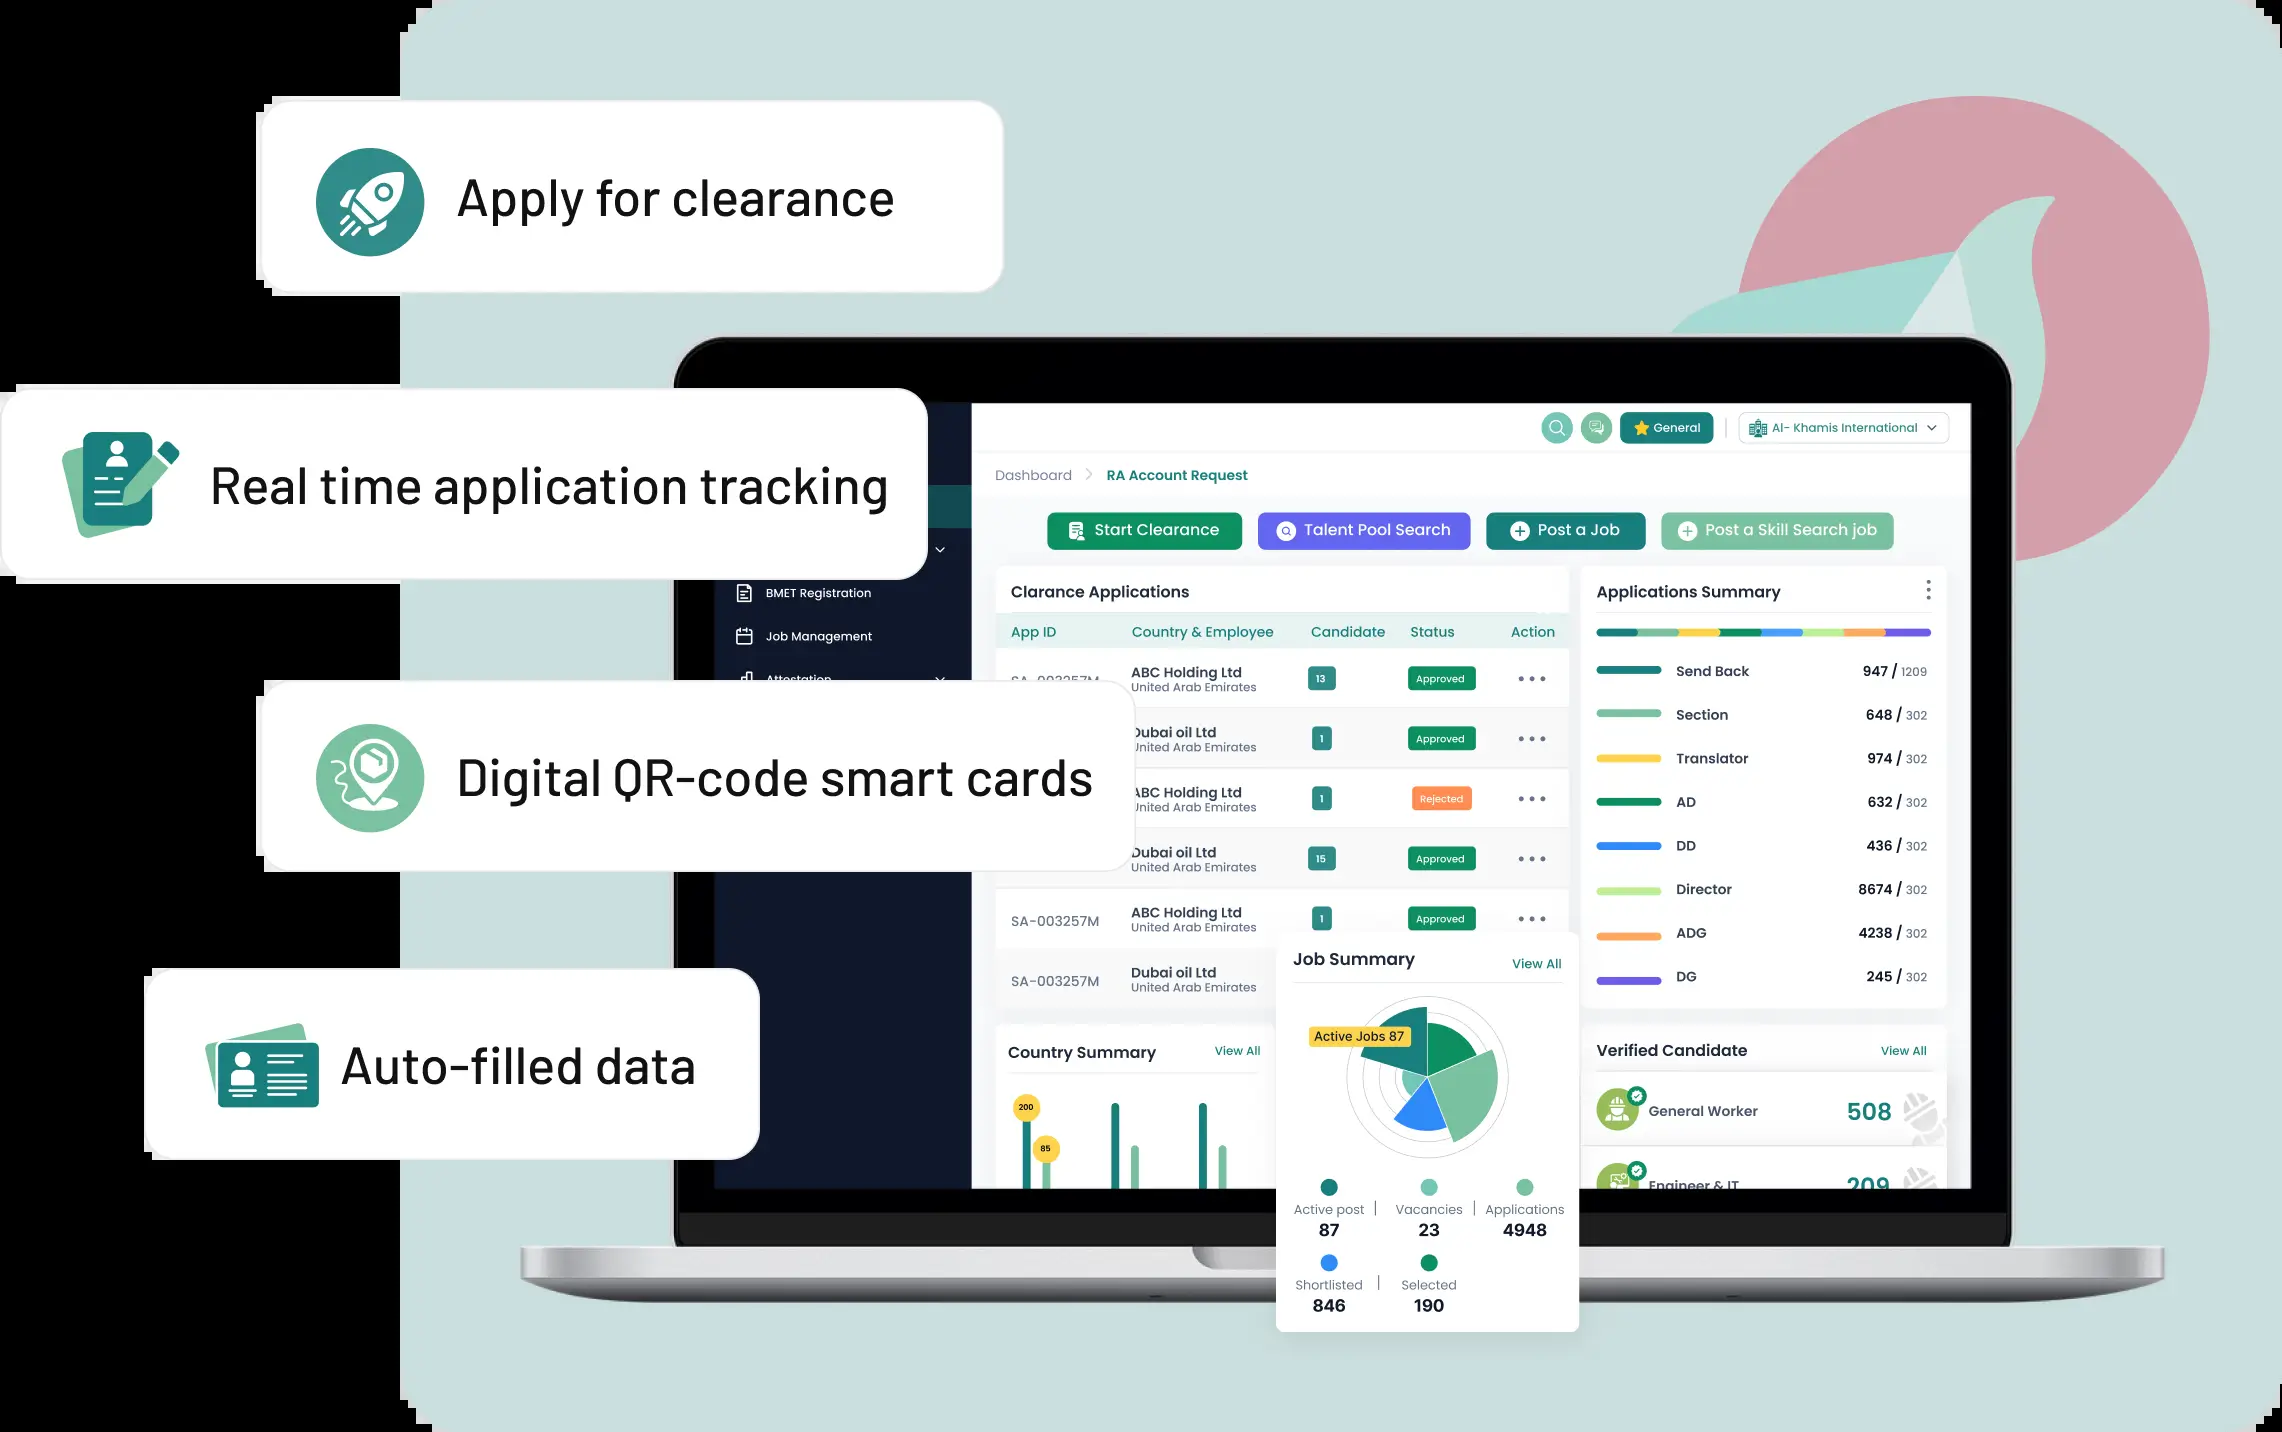 Apply for clearance
Real time application tracking
Digital QR-code smart cards
Auto-filled data
General
Al- Khamis International
Dashboard
RA Account Request
Start Clearance
Talent Pool Search
Post a Job
Post a Skill Search job
BMET Registration
Job Management
Attestation
Clarance Applications
App ID Country & Employee Candidate Status Action
SA-003257M ABC Holding Ltd 13 Approved
United Arab Emirates
Dubai oil Ltd 1 Approved
United Arab Emirates
ABC Holding Ltd 1 Rejected
United Arab Emirates
Dubai oil Ltd 15 Approved
United Arab Emirates
SA-003257M ABC Holding Ltd 1 Approved
United Arab Emirates
SA-003257M Dubai oil Ltd
United Arab Emirates
Applications Summary
Send Back 947 / 1209
Section 648 / 302
Translator 974 / 302
AD 632 / 302
DD 436 / 302
Director 8674 / 302
ADG 4238 / 302
DG 245 / 302
Country Summary View All
200
85
Job Summary View All
Active Jobs 87
Active post Vacancies Applications
87 23 4948
Shortlisted Selected
846 190
Verified Candidate View All
General Worker 508
Engineer & IT 209